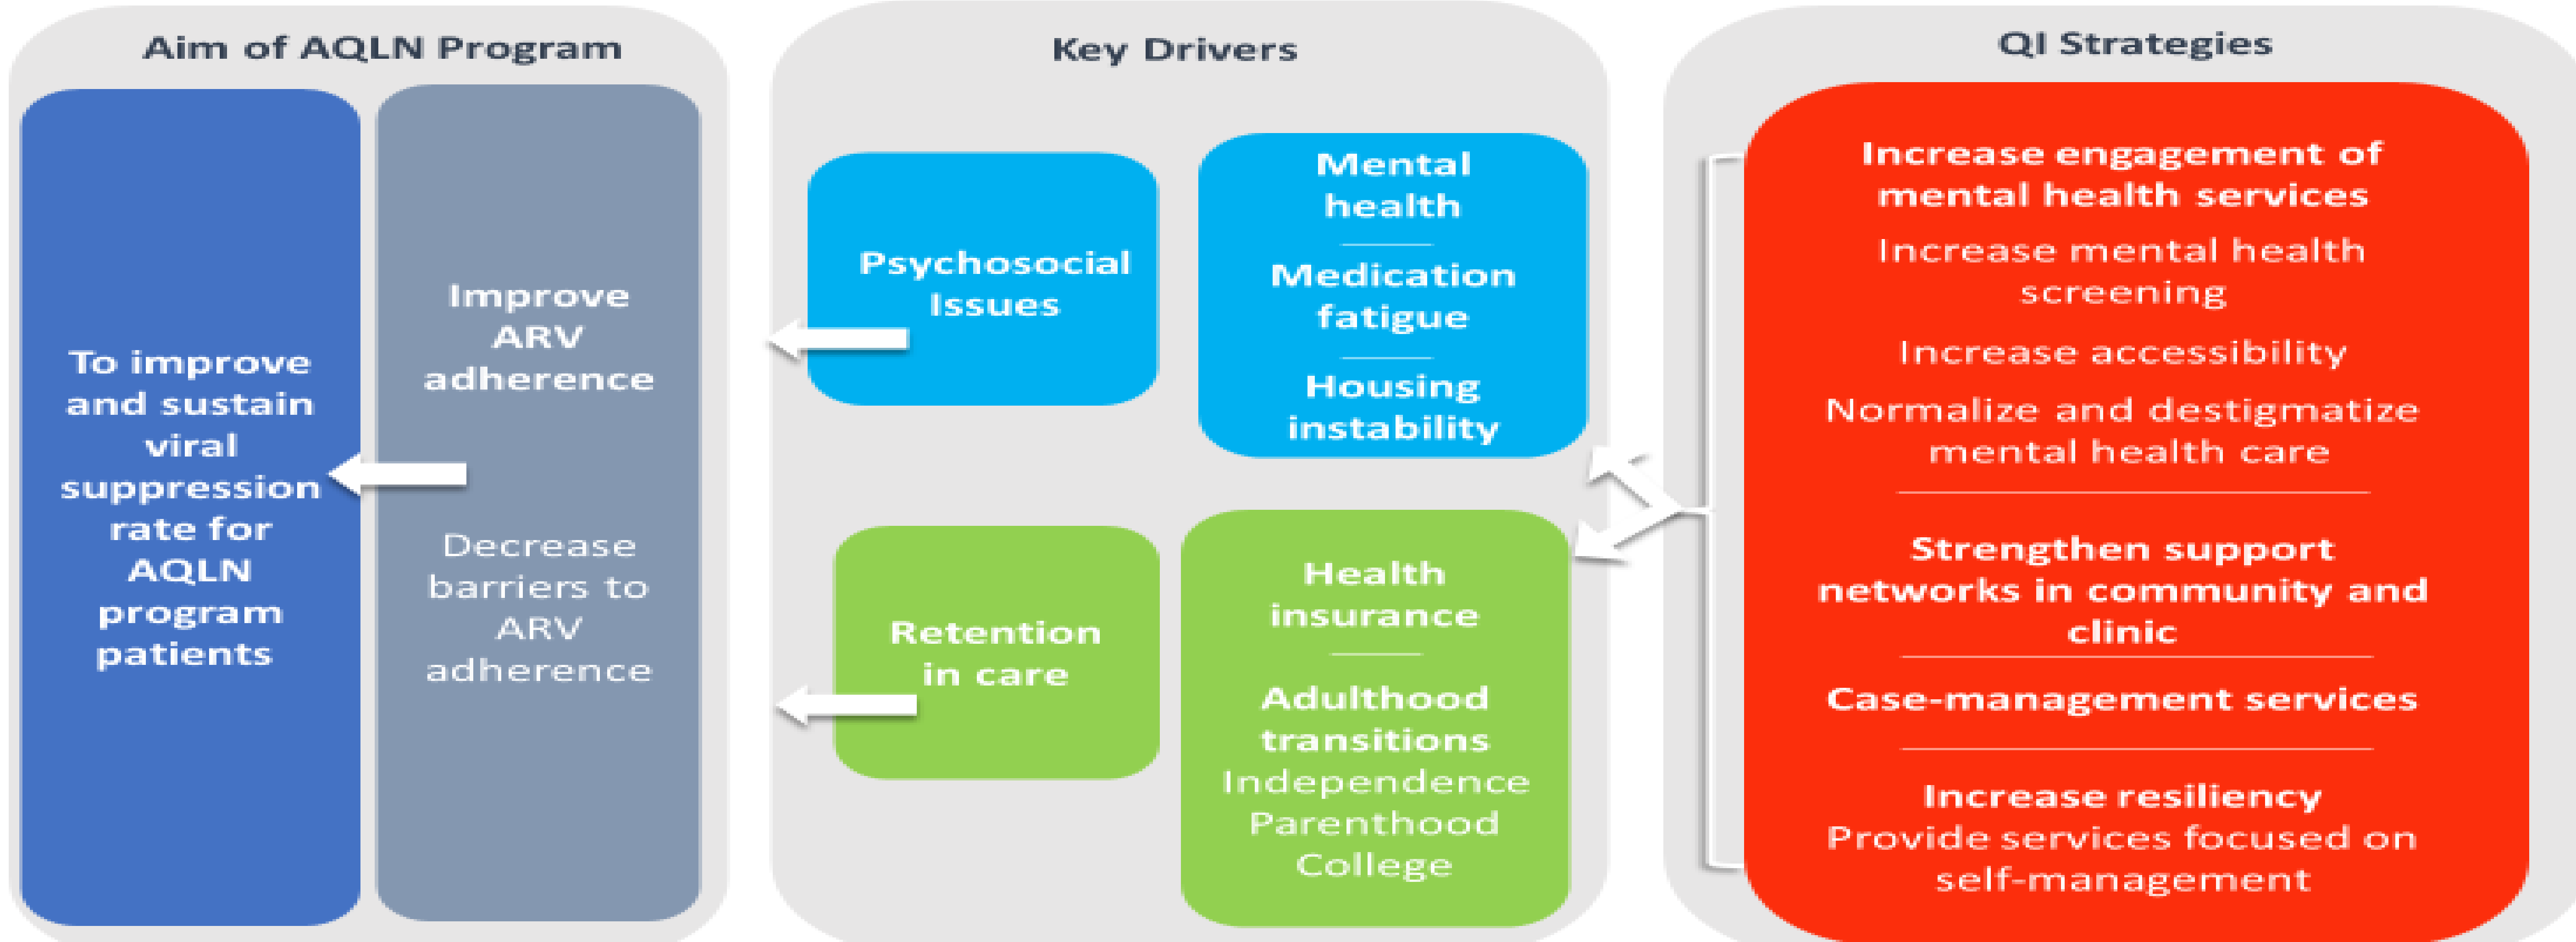 Aim of AQLN Program
To improve
and sustain
viral
suppression
rate for
AQLN
program
patients
Improve
ARV
adherence
Decrease
barriers to
ARV
adherence
Key Drivers
Psychosocial
Issues
Mental
health
Medication
fatigue
Housing
instability
Retention
in care
Health
insurance
Adulthood
transitions
Independence
Parenthood
College
QI Strategies
Increase engagement of
mental health services
Increase mental health
screening
Increase accessibility
Normalize and destigmatize
mental health care
Strengthen support
networks in community and
clinic
Case-management services
Increase resiliency
Provide services focused on
self-management